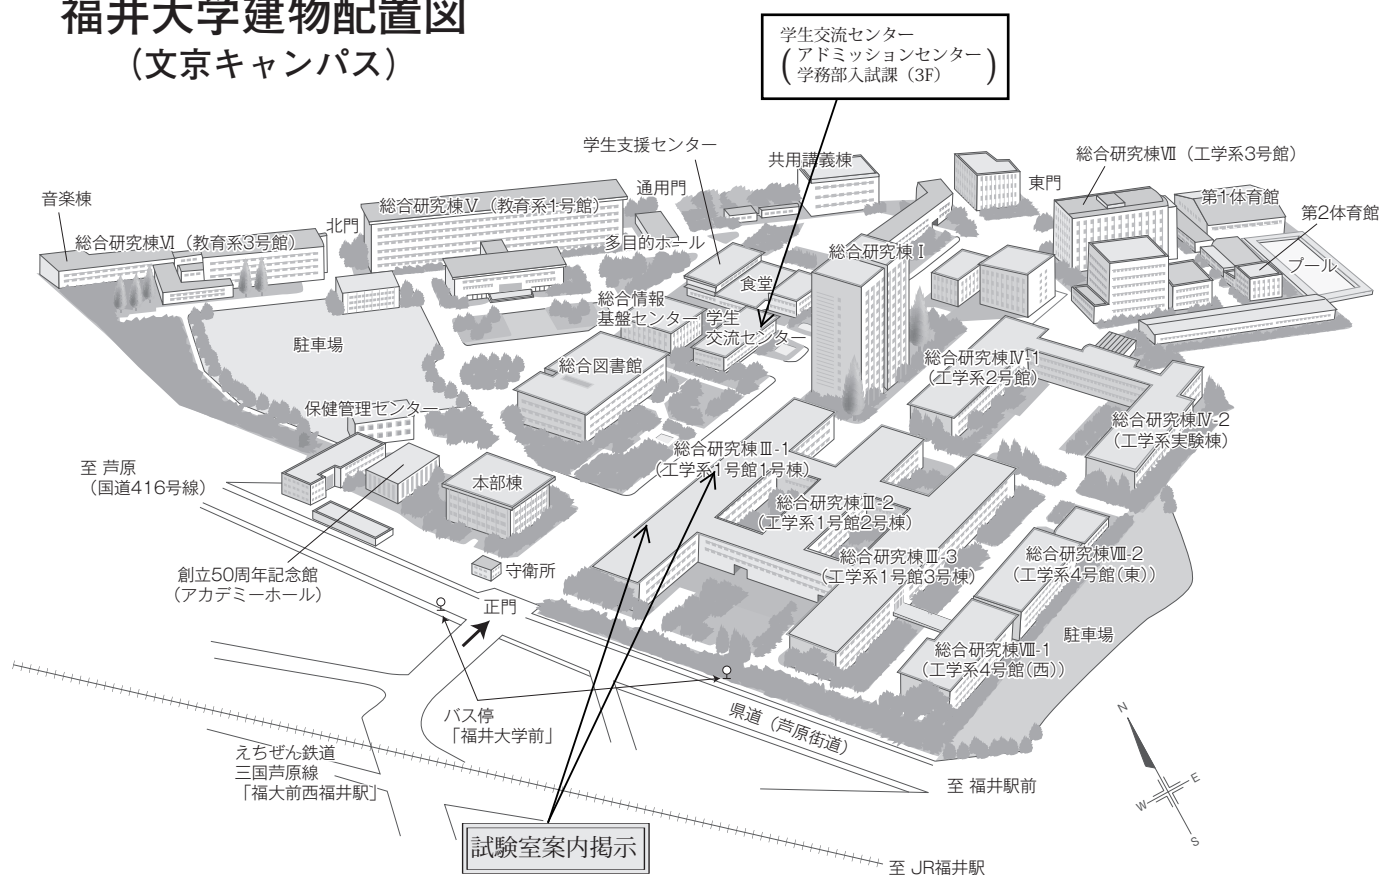 福井大学建物配置図
（文京キャンパス）
学生交流センター
アドミッションセンター
学務部入試課（3F）
学生支援センター
共用講義棟
総合研究棟Ⅶ（工学系3号館）
東門
第1体育館
第2体育館
プール
音楽棟
通用門
総合研究棟Ⅴ（教育系1号館）
北門
総合研究棟Ⅵ（教育系3号館）
多目的ホール
総合研究棟Ⅰ
食堂
総合情報
基盤センター
学生
交流センター
駐車場
総合図書館
総合研究棟Ⅳ-1
（工学系2号館）
保健管理センター
総合研究棟Ⅳ-2
（工学系実験棟）
総合研究棟Ⅲ-1
（工学系1号館1号棟）
至 芦原
（国道416号線）
本部棟
総合研究棟Ⅲ-2
（工学系1号館2号棟）
総合研究棟Ⅲ-3
（工学系1号館3号棟）
総合研究棟Ⅷ-2
（工学系4号館（東））
創立50周年記念館
（アカデミーホール）
守衛所
正門
駐車場
総合研究棟Ⅷ-1
（工学系4号館（西））
バス停
「福井大学前」
県道（芦原街道）
えちぜん鉄道
三国芦原線
「福大前西福井駅」
至 福井駅前
N
E
W
S
試験室案内掲示
至 JR福井駅